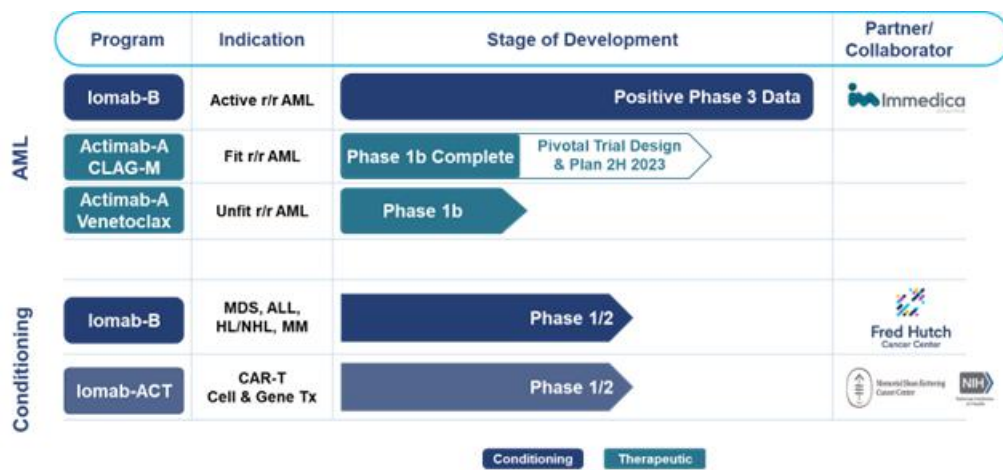 Program
Indication
Stage of Development
Partner/
Collaborator
AML
Iomab-B
Active r/r AML
Positive Phase 3 Data
Immedica
Actimab-A
CLAG-M
Fit r/r AML
Phase 1b Complete
Pivotal Trial Design
& Plan 2H 2023
Actimab-A
Venetoclax
Unfit r/r AML
Phase 1b
Conditioning
Iomab-B
MDS, ALL,
HL/NHL, MM
Phase 1/2
Fred Hutch
Cancer Center
Iomab-ACT
CAR-T
Cell & Gene Tx
Phase 1/2
Memorial Sloan Kettering
Cancer Center
NIH
Conditioning
Therapeutic